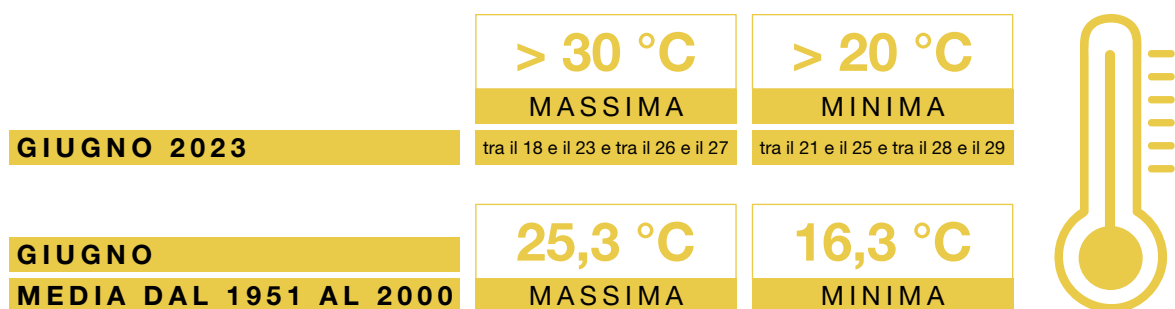 > 30 °C
MASSIMA
> 20 °C
MINIMA
GIUGNO 2023
tra il 18 e il 23 e tra il 26 e il 27
tra il 21 e il 25 e tra il 28 e il 29
GIUGNO
MEDIA DAL 1951 AL 2000
25,3 °C
MASSIMA
16,3 °C
MINIMA